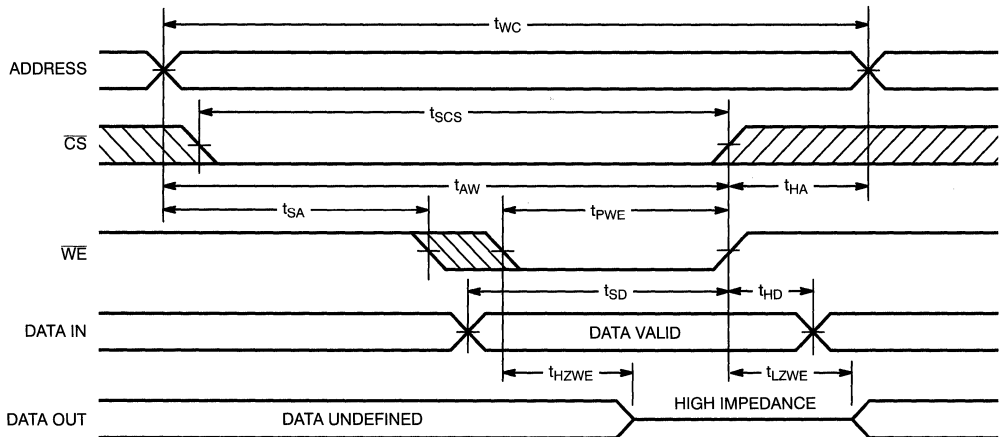 tWC
ADDRESS
tSCS
CS
tAW
tHA
tSA
tPWE
WE
tSD
tHD
DATA IN
DATA VALID
tHZWE
tLZWE
HIGH IMPEDANCE
DATA OUT
DATA UNDEFINED